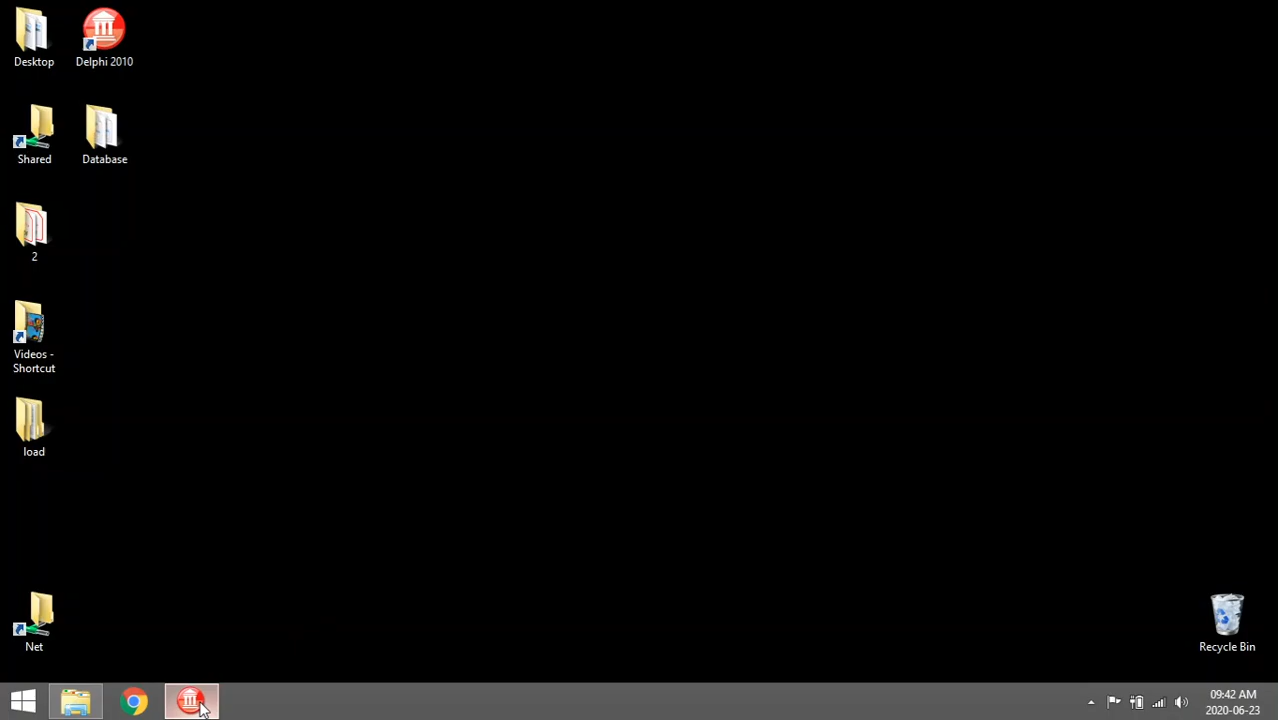 Desktop
Delphi 2010
Shared
Database
2
Videos -
Shortcut
load
Net
Recycle Bin
09:42 AM
2020-06-23